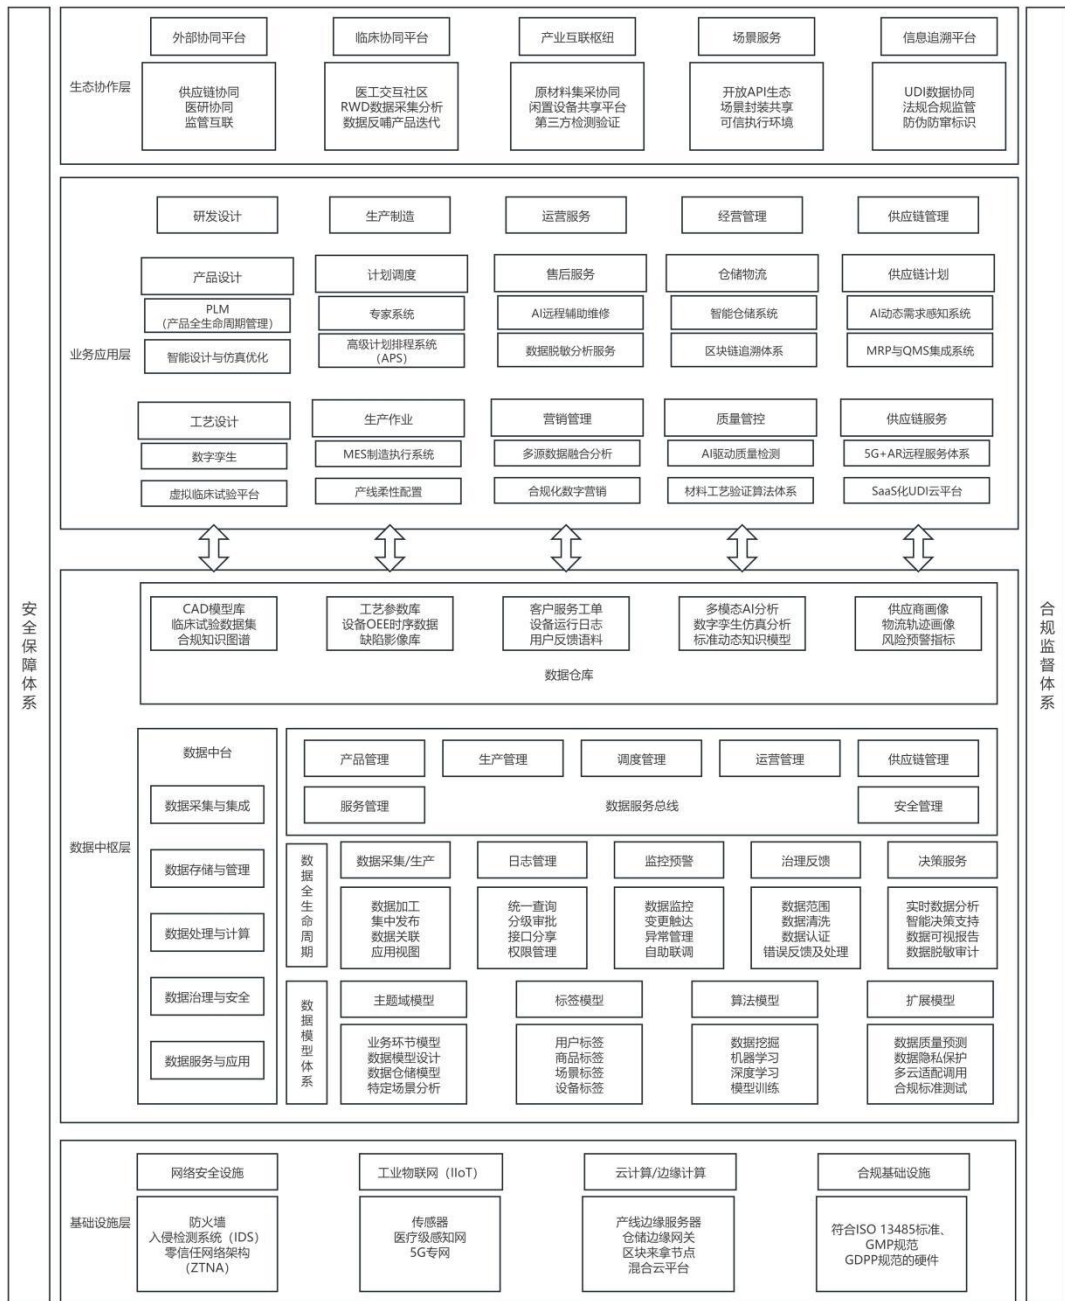 安全保障体系
合规监督体系
生态协作层
外部协同平台
供应链协同
医研协同
监管互联
临床协同平台
医工交互社区
RWD数据采集分析
数据反哺产品迭代
产业互联枢纽
原材料集采协同
闲置设备共享平台
第三方检测验证
场景服务
开放API生态
场景封装共享
可信执行环境
信息追溯平台
UDI数据协同
法规合规监管
防伪防窜标识
业务应用层
研发设计
生产制造
运营服务
经营管理
供应链管理
产品设计
PLM
（产品全生命周期管理）
智能设计与仿真优化
计划调度
专家系统
高级计划排程系统
（APS）
售后服务
AI远程辅助维修
数据脱敏分析服务
仓储物流
智能仓储系统
区块链追溯体系
供应链计划
AI动态需求感知系统
MRP与QMS集成系统
工艺设计
数字孪生
虚拟临床试验平台
生产作业
MES制造执行系统
产线柔性配置
营销管理
多源数据融合分析
合规化数字营销
质量管控
AI驱动质量检测
材料工艺验证算法体系
供应链服务
5G+AR远程服务体系
SaaS化UDI云平台
数据中枢层
CAD模型库
临床试验数据集
合规知识图谱
工艺参数库
设备OEE时序数据
缺陷影像库
客户服务工单
设备运行日志
用户反馈语料
多模态AI分析
数字孪生仿真分析
标准动态知识模型
供应商画像
物流轨迹画像
风险预警指标
数据仓库
数据中台
数据采集与集成
数据存储与管理
数据处理与计算
数据治理与安全
数据服务与应用
产品管理
生产管理
调度管理
运营管理
供应链管理
服务管理
数据服务总线
安全管理
数据全生命周期
数据采集/生产
数据加工
集中发布
数据关联
应用视图
日志管理
统一查询
分级审批
接口分享
权限管理
监控预警
数据监控
变更触达
异常管理
自助联调
治理反馈
数据范围
数据清洗
数据认证
错误反馈及处理
决策服务
实时数据分析
智能决策支持
数据可视报告
数据脱敏审计
数据模型体系
主题域模型
业务环节模型
数据模型设计
数据仓储模型
特定场景分析
标签模型
用户标签
商品标签
场景标签
设备标签
算法模型
数据挖掘
机器学习
深度学习
模型训练
扩展模型
数据质量预测
数据隐私保护
多云适配调用
合规标准测试
基础设施层
网络安全设施
防火墙
入侵检测系统（IDS）
零信任网络架构
（ZTNA）
工业物联网（IIoT）
传感器
医疗级感知网
5G专网
云计算/边缘计算
产线边缘服务器
仓储边缘网关
区块来拿节点
混合云平台
合规基础设施
符合ISO 13485标准、
GMP规范
GDPP规范的硬件